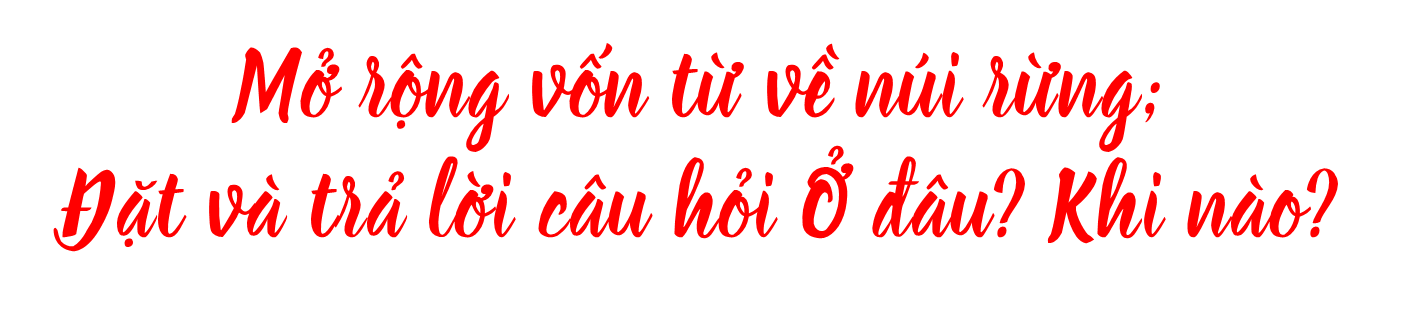 Mở rộng vốn từ về núi rừng;
Đặt và trả lời câu hỏi Ở đâu? Khi nào?